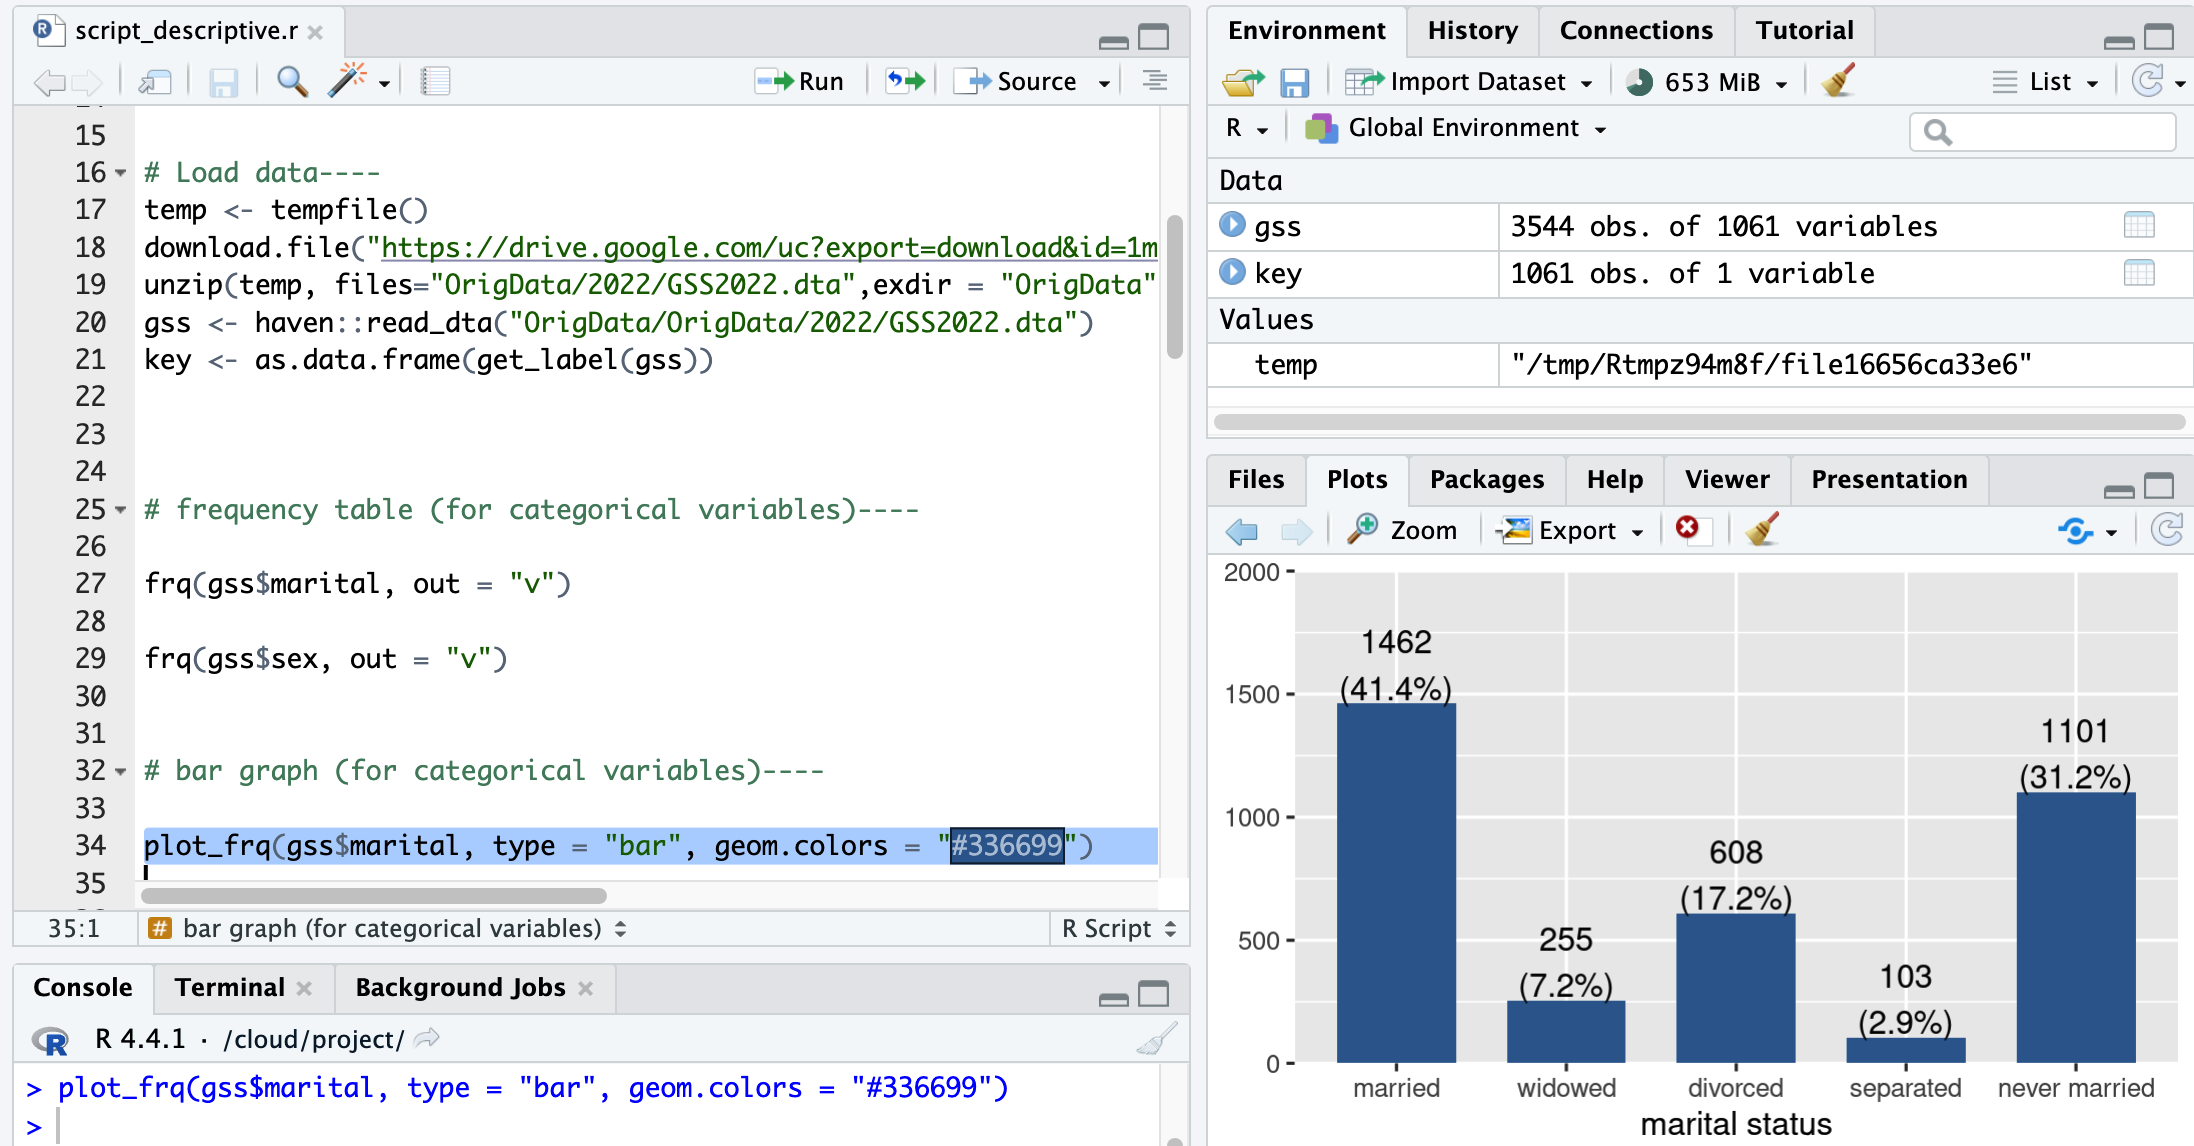 script_descriptive.r
Run
Source
15
16 # Load data----
17 temp <- tempfile()
18 download.file("https://drive.google.com/uc?export=download&id=1m
19 unzip(temp, files="OrigData/2022/GSS2022.dta",exdir = "OrigData"
20 gss <- haven::read_dta("OrigData/OrigData/2022/GSS2022.dta")
21 key <- as.data.frame(get_label(gss))
22
23
24
25 # frequency table (for categorical variables)----
26
27 frq(gss$marital, out = "v")
28
29 frq(gss$sex, out = "v")
30
31
32 # bar graph (for categorical variables)----
33
34 plot_frq(gss$marital, type = "bar", geom.colors = "#336699")
35
35:1 # bar graph (for categorical variables) R Script
Console Terminal Background Jobs
R R 4.4.1 · /cloud/project/
> plot_frq(gss$marital, type = "bar", geom.colors = "#336699")
>
Environment History Connections Tutorial
Import Dataset 653 MiB List
R Global Environment
Data
gss 3544 obs. of 1061 variables
key 1061 obs. of 1 variable
Values
temp "/tmp/Rtmpz94m8f/file16656ca33e6"
Files Plots Packages Help Viewer Presentation
Zoom Export
2000
1500
1000
500
0
1462
(41.4%)
255
(7.2%)
608
(17.2%)
103
(2.9%)
1101
(31.2%)
married widowed divorced separated never married
marital status